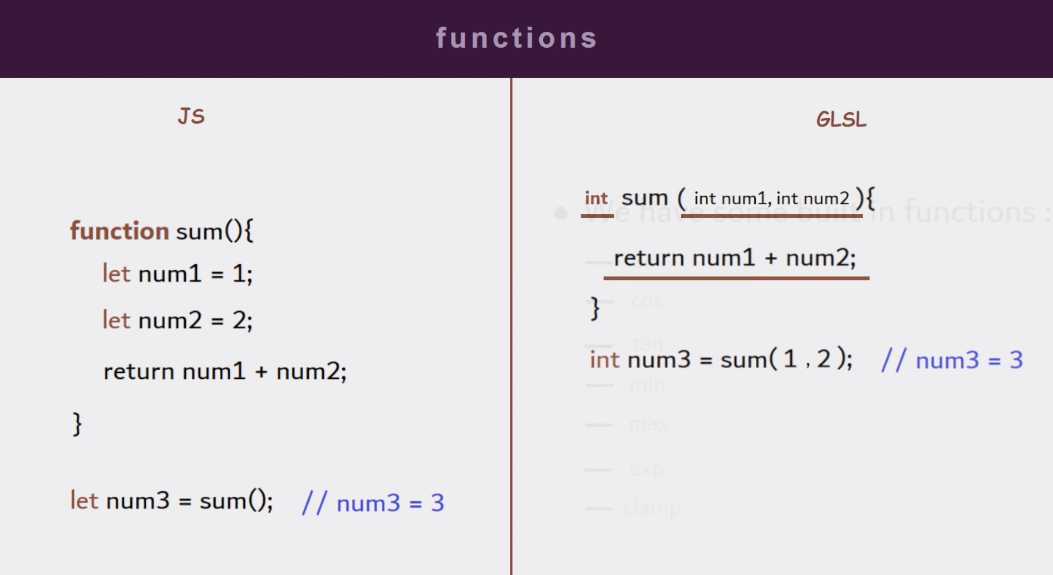 functions
JS
function sum(){
let num1 = 1;
let num2 = 2;
return num1 + num2;
}
let num3 = sum(); // num3 = 3
GLSL
int sum ( int num1, int num2 ){
We have some built in functions :
return num1 + num2;
cos
}
tan
int num3 = sum( 1 , 2 ); // num3 = 3
min
max
exp
clamp